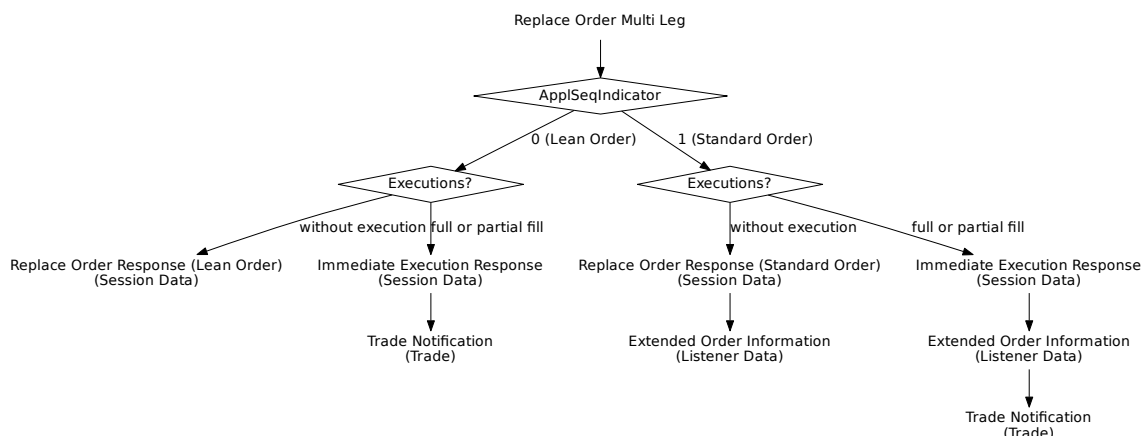 Replace Order Multi Leg
ApplSeqIndicator
0 (Lean Order)
1 (Standard Order)
Executions?
Executions?
without execution
full or partial fill
without execution
full or partial fill
Replace Order Response (Lean Order)
(Session Data)
Immediate Execution Response
(Session Data)
Replace Order Response (Standard Order)
(Session Data)
Immediate Execution Response
(Session Data)
Trade Notification
(Trade)
Extended Order Information
(Listener Data)
Extended Order Information
(Listener Data)
Trade Notification
(Trade)